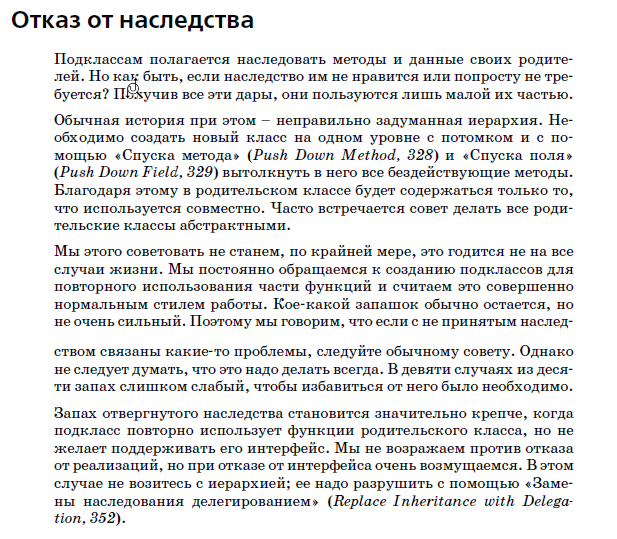 Отказ от наследства
Подклассам полагается наследовать методы и данные своих родите-
лей. Но как быть, если наследство им не нравится или попросту не тре-
буется? Получив все эти дары, они пользуются лишь малой их частью.
Обычная история при этом – неправильно задуманная иерархия. Не-
обходимо создать новый класс на одном уровне с потомком и с по-
мощью «Спуска метода» (Push Down Method, 328) и «Спуска поля»
(Push Down Field, 329) вытолкнуть в него все бездействующие методы.
Благодаря этому в родительском классе будет содержаться только то,
что используется совместно. Часто встречается совет делать все роди-
тельские классы абстрактными.
Мы этого советовать не станем, по крайней мере, это годится не на все
случаи жизни. Мы постоянно обращаемся к созданию подклассов для
повторного использования части функций и считаем это совершенно
нормальным стилем работы. Кое-какой запашок обычно остается, но
не очень сильный. Поэтому мы говорим, что если с не принятым наслед-
ством связаны какие-то проблемы, следуйте обычному совету. Однако
не следует думать, что это надо делать всегда. В девяти случаях из деся-
ти запах слишком слабый, чтобы избавиться от него было необходимо.
Запах отвергнутого наследства становится значительно крепче, когда
подкласс повторно использует функции родительского класса, но не
желает поддерживать его интерфейс. Мы не возражаем против отказа
от реализаций, но при отказе от интерфейса очень возмущаемся. В этом
случае не возитесь с иерархией; ее надо разрушить с помощью «Заме-
ны наследования делегированием» (Replace Inheritance with Delega-
tion, 352).